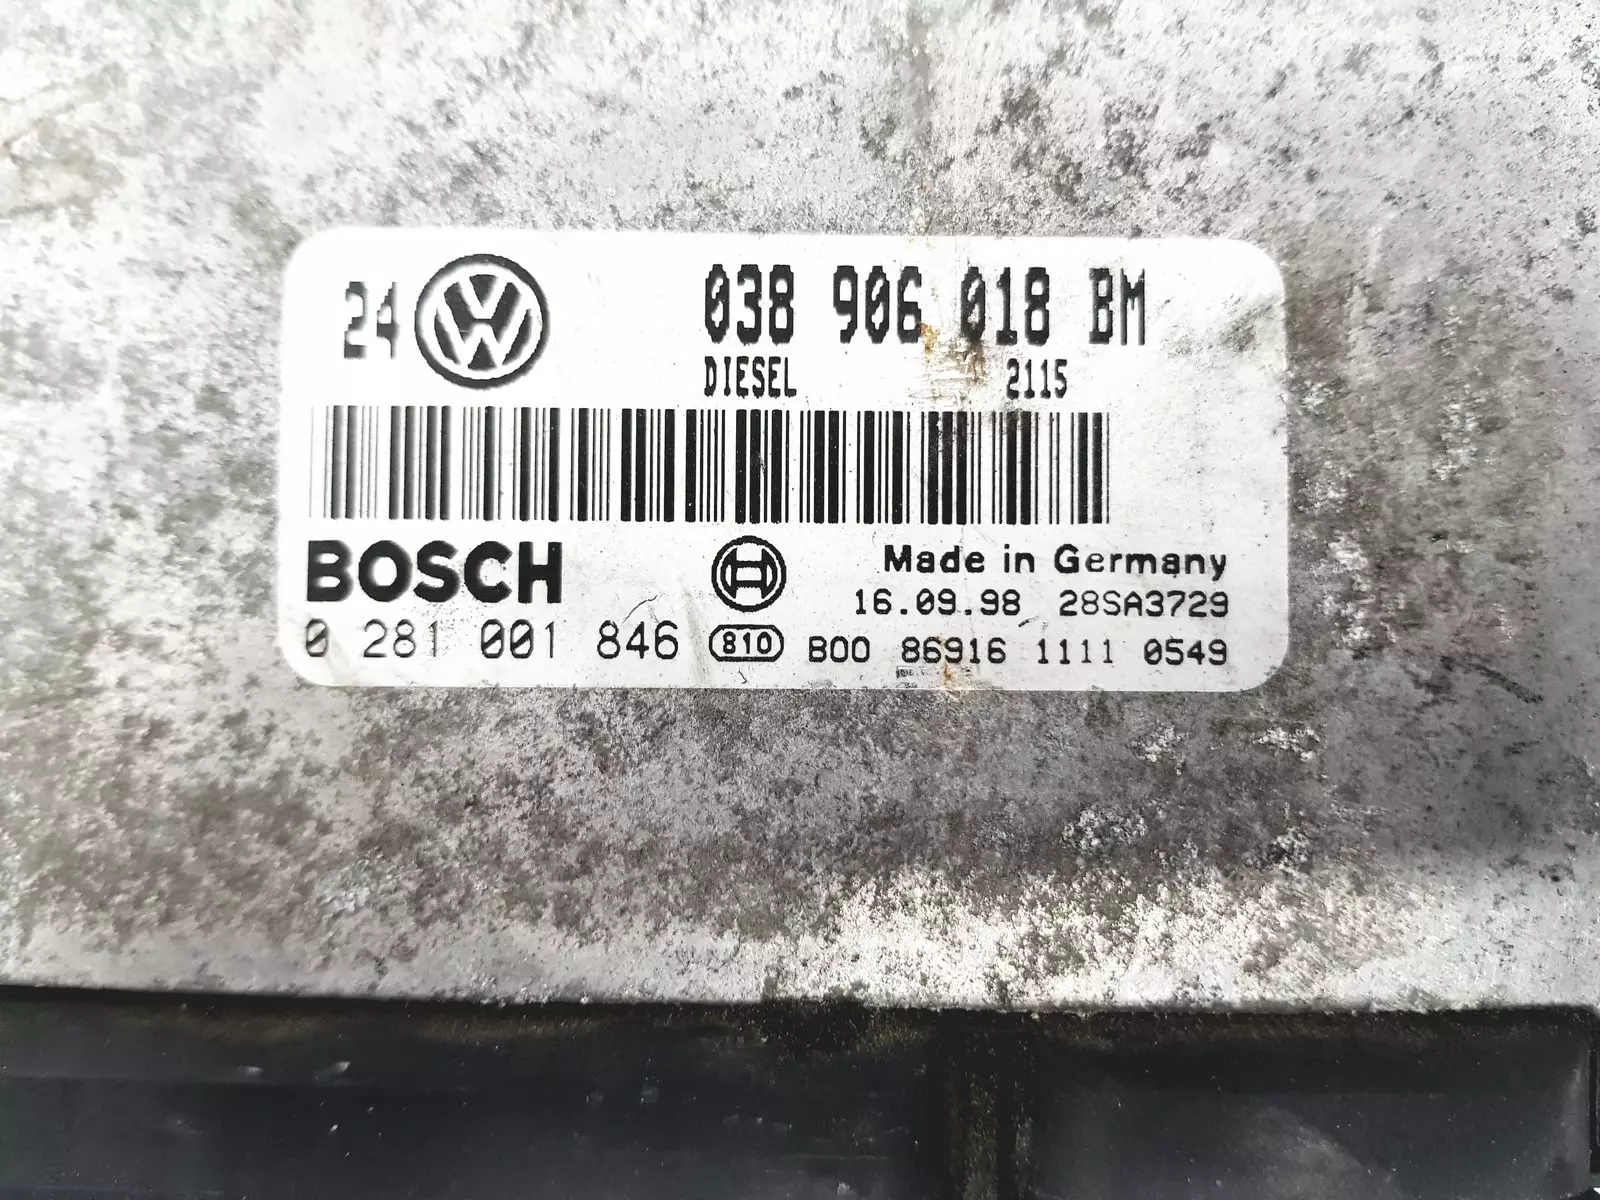 24 038 906 018 BM
DIESEL 2115
BOSCH Made in Germany
16.09.98 28SA3729
0 281 001 846 810 B00 86916 1111 0549